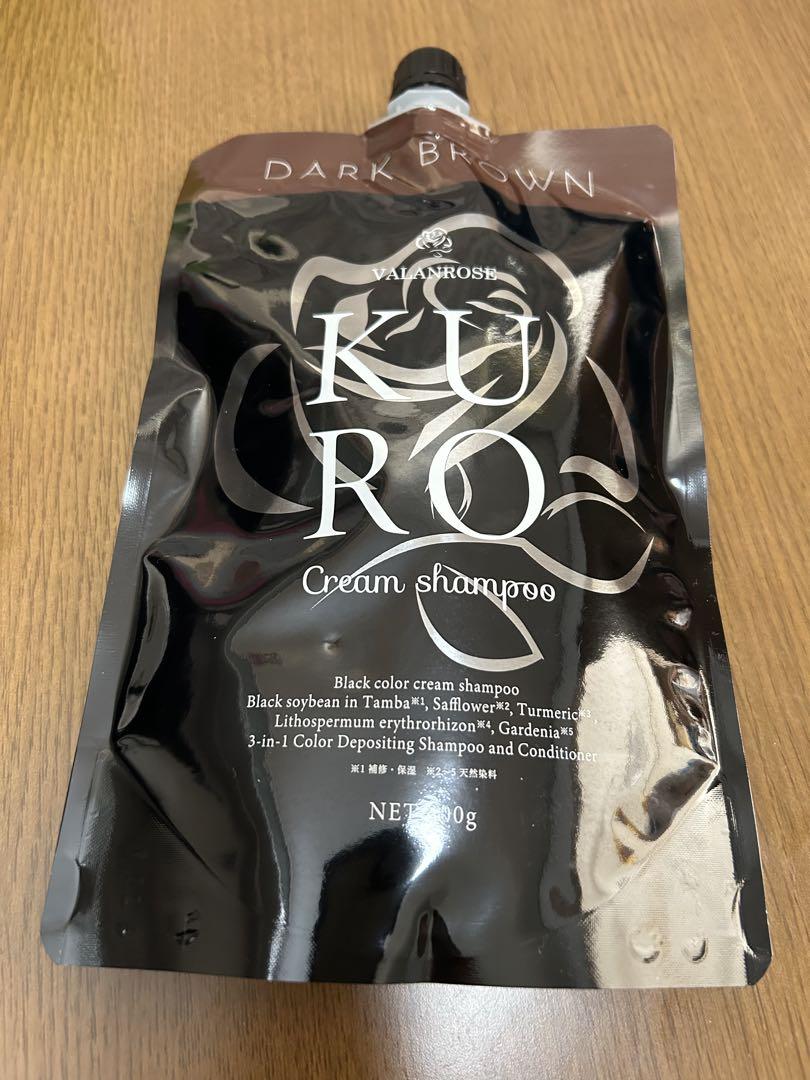 DARK BROWN
VALANROSE
KU
RO
Cream shampoo
Black color cream shampoo
Black soybean in Tamba※1, Safflower※2, Turmeric※3,
Lithospermum erythrorhizon※4, Gardenia※5
3-in-1 Color Depositing Shampoo and Conditioner
※1 補修・保湿 ※2~5 天然染料
NET